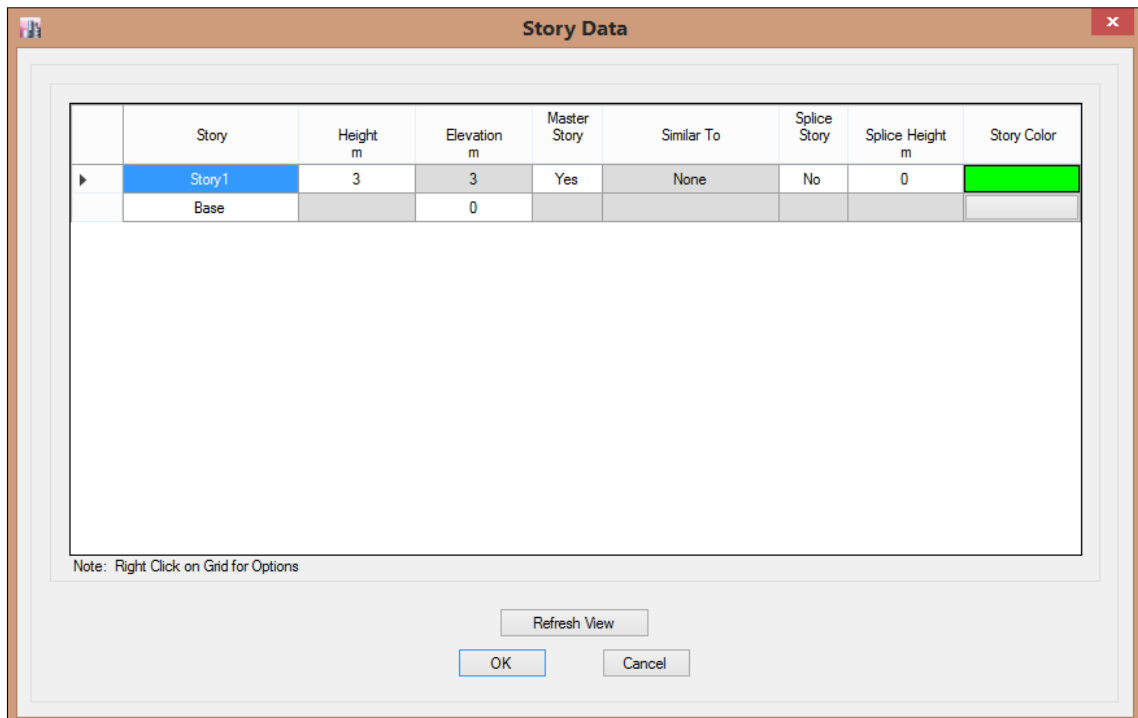 Story Data
Story Height m Elevation m Master Story Similar To Splice Story Splice Height m Story Color
Story1 3 3 Yes None No 0
Base 0
Note: Right Click on Grid for Options
Refresh View
OK Cancel